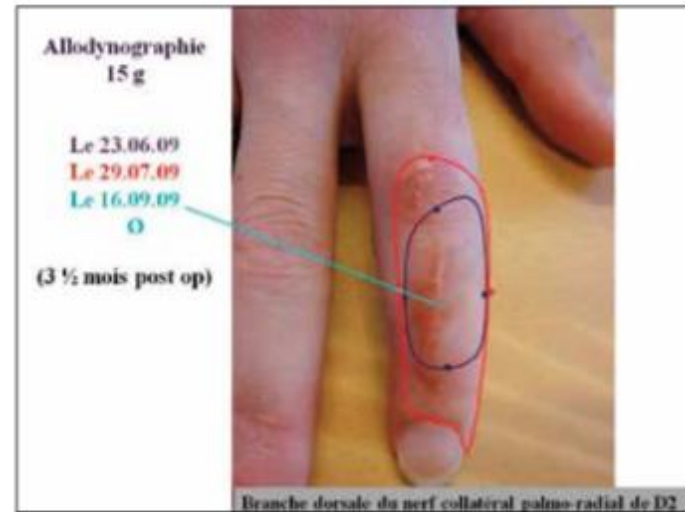 Allodynographie
15 g
Le 23.06.09
Le 29.07.09
Le 16.09.09
Ø
(3 ½ mois post op)
Branche dorsale du nerf collatéral palmo-radial de D2